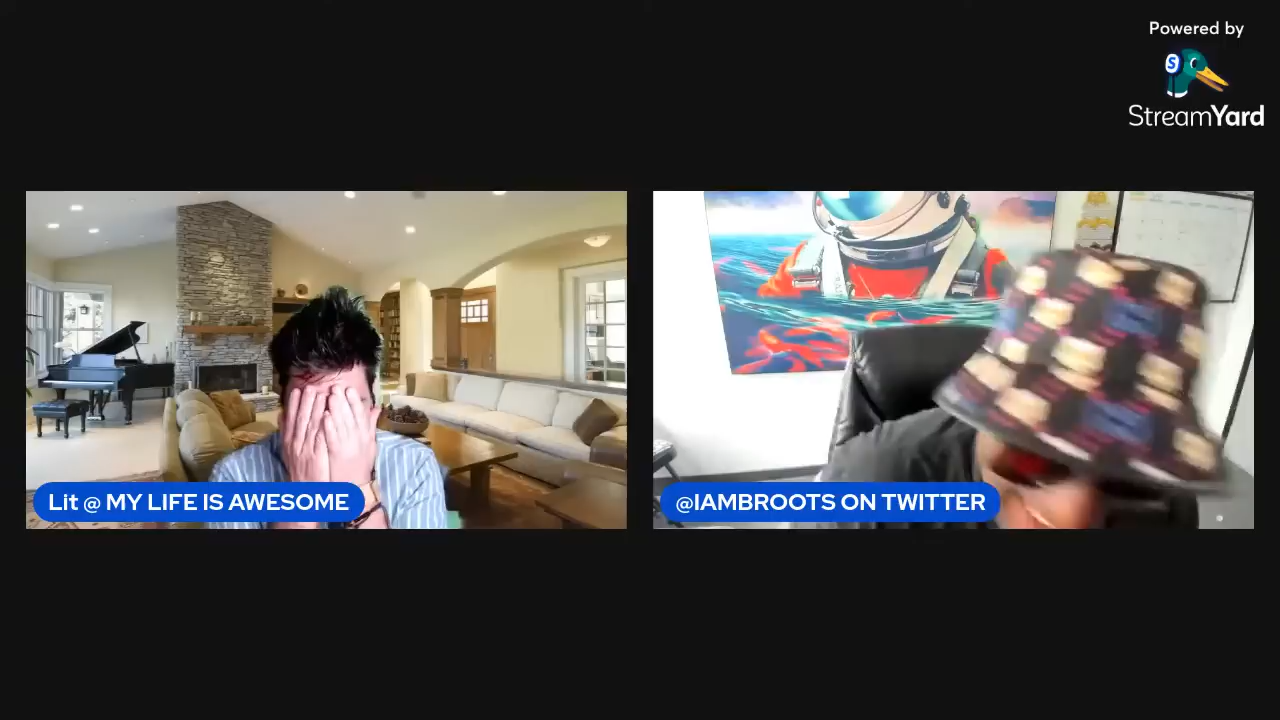 Powered by
S
StreamYard
Lit @ MY LIFE IS AWESOME
@IAMBROOTS ON TWITTER